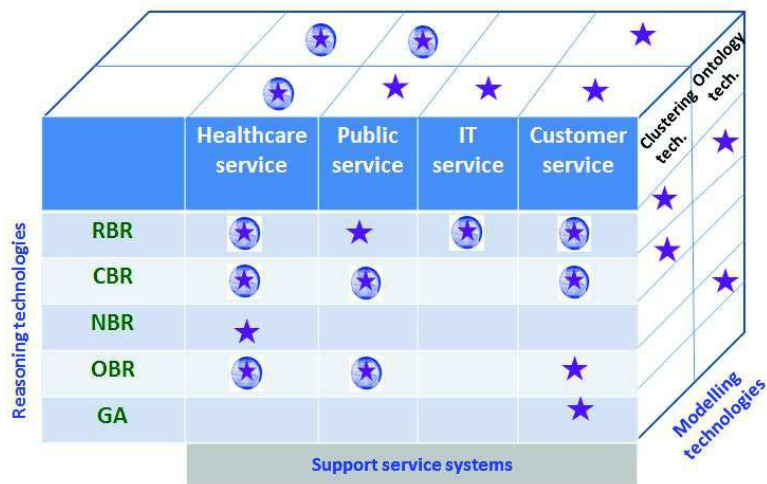 Clustering
tech.
Ontology
tech.
Healthcare
service
Public
service
IT
service
Customer
service
Reasoning technologies
RBR
CBR
NBR
OBR
GA
Modelling
technologies
Support service systems